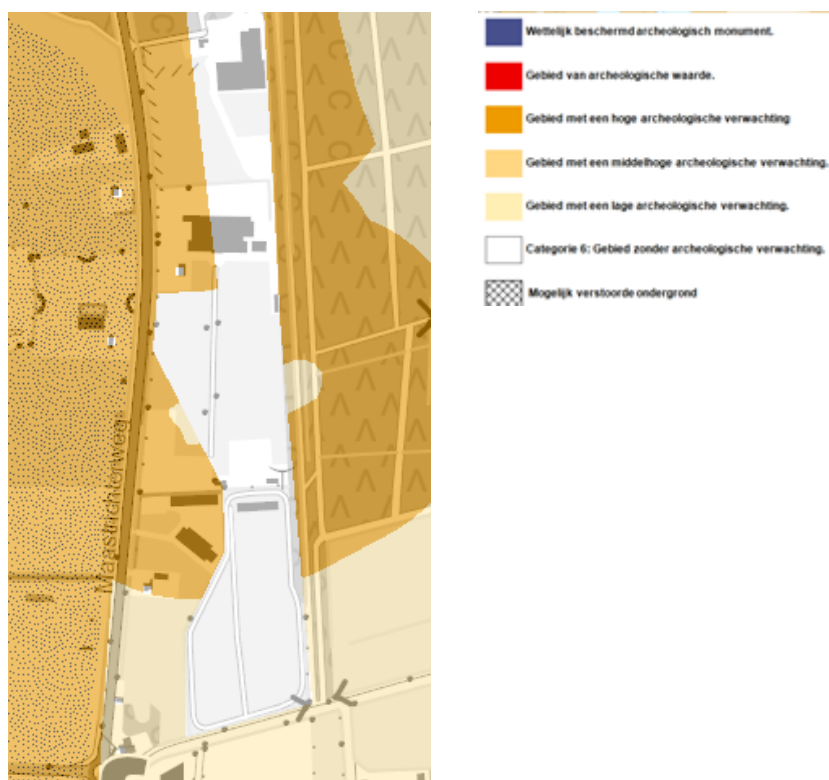 Maastrichterweg
Wettelijk beschermd archeologisch monument.
Gebied van archeologische waarde.
Gebied met een hoge archeologische verwachting
Gebied met een middelhoge archeologische verwachting.
Gebied met een lage archeologische verwachting.
Categorie 6: Gebied zonder archeologische verwachting.
Mogelijk verstoorde ondergrond